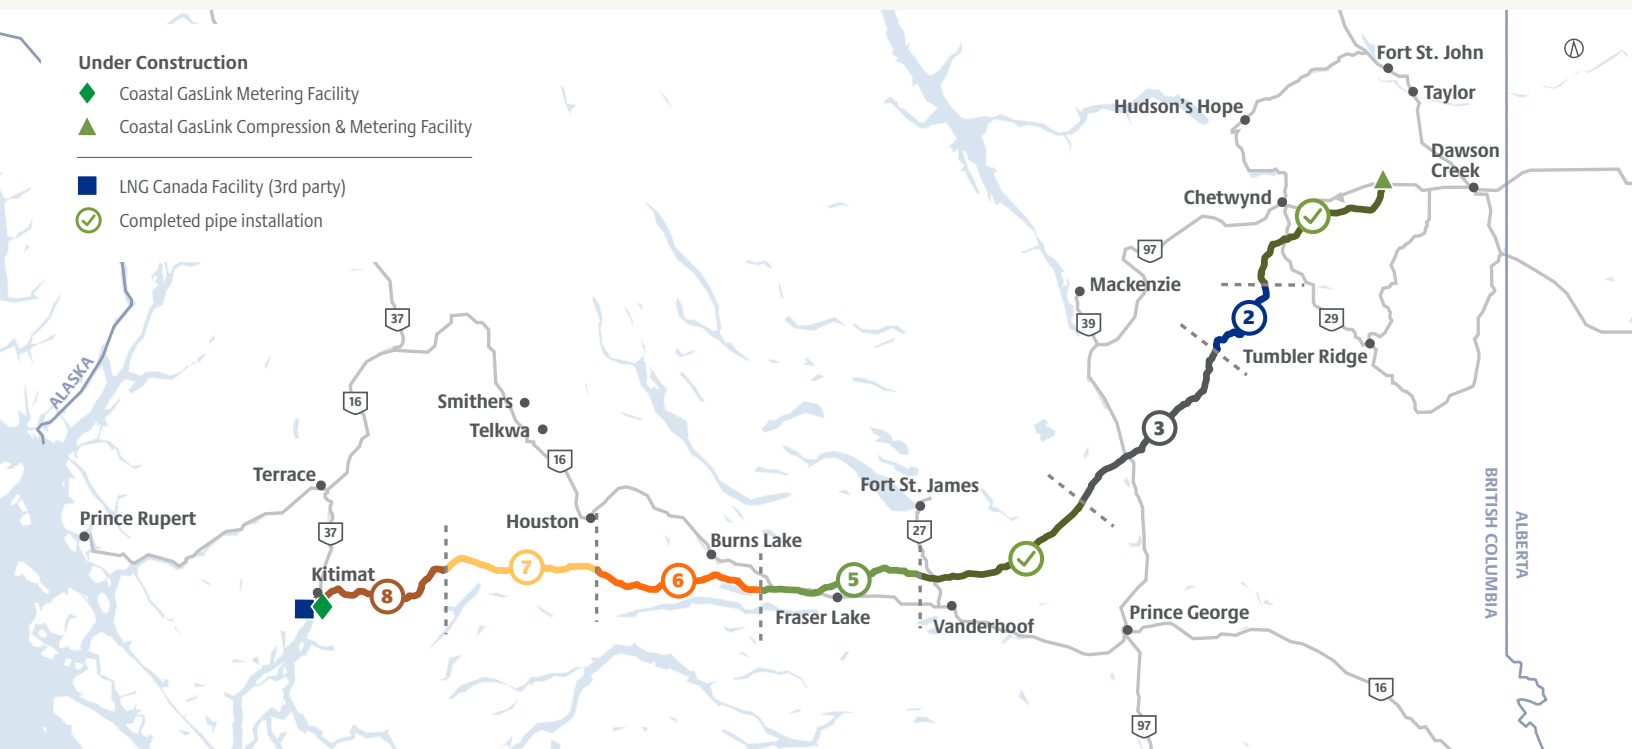 Under Construction
Coastal GasLink Metering Facility
Coastal GasLink Compression & Metering Facility
LNG Canada Facility (3rd party)
Completed pipe installation
Fort St. John
Taylor
Hudson's Hope
Dawson
Creek
Chetwynd
97
Mackenzie
39
2
29
Tumbler Ridge
37
ALASKA
16
Smithers
Telkwa
16
3
Terrace
Fort St. James
BRITISH COLUMBIA
ALBERTA
Prince Rupert
37
Houston
27
Burns Lake
Kitimat
8
7
6
5
Fraser Lake
Vanderhoof
Prince George
16
97